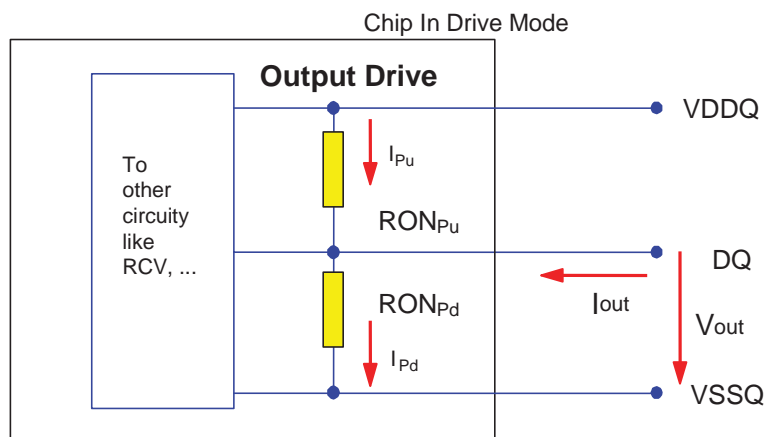 Chip In Drive Mode
Output Drive
VDDQ
To
other
circuity
like
RCV, ...
IPu
RONPu
DQ
Iout
RONPd
Vout
IPd
VSSQ